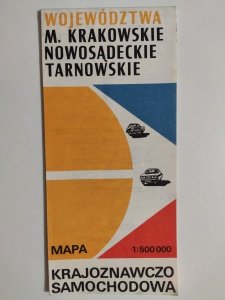 WOJEWÓDZTWA
M. KRAKOWSKIE
NOWOSĄDECKIE
TARNOWSKIE
MAPA 1:500 000
KRAJOZNAWCZO
SAMOCHODOWA